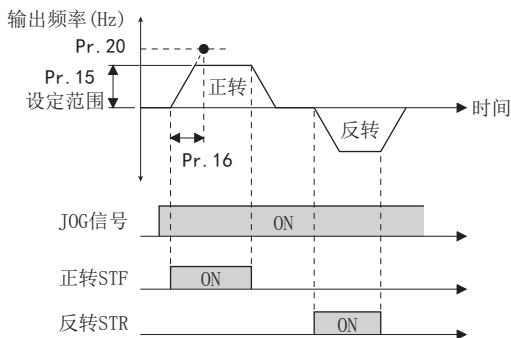 输出频率(Hz)
Pr.20
Pr.15
设定范围
正转
时间
反转
Pr.16
JOG信号
ON
正转STF
ON
反转STR
ON